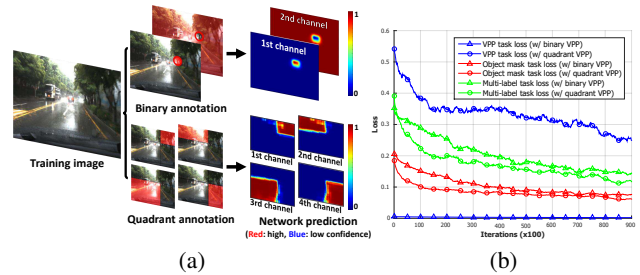 Training image
Binary annotation
Quadrant annotation
2nd channel
1st channel
1
0
1st channel
2nd channel
3rd channel
4th channel
1
0
Network prediction
(Red: high, Blue: low confidence)
(a)
VPP task loss (w/ binary VPP)
VPP task loss (w/ quadrant VPP)
Object mask task loss (w/ binary VPP)
Object mask task loss (w/ quadrant VPP)
Multi-label task loss (w/ binary VPP)
Multi-label task loss (w/ quadrant VPP)
Loss
0.6
0.5
0.4
0.3
0.2
0.1
0
0 100 200 300 400 500 600 700 800 900
Iterations (x100)
(b)